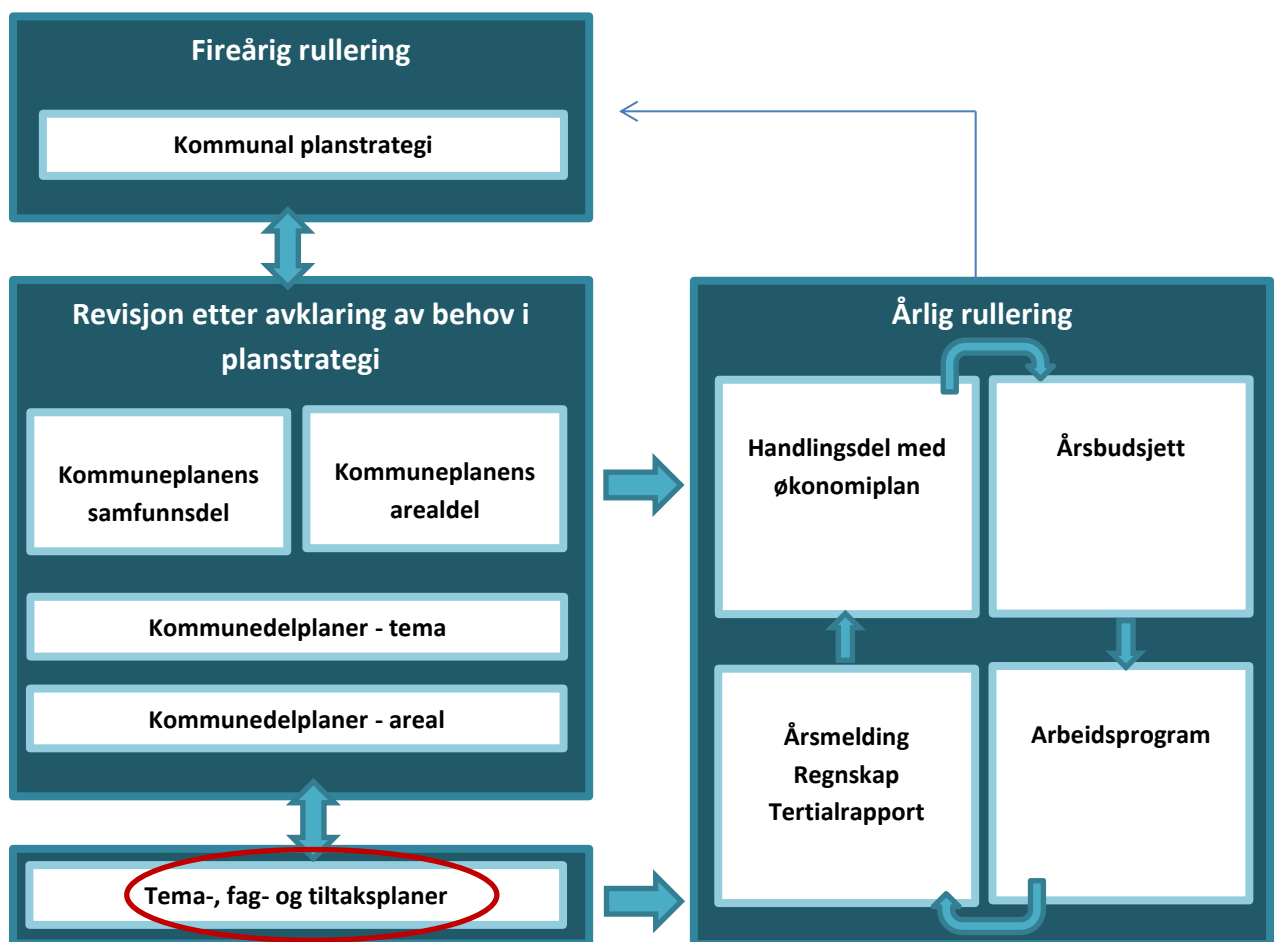 Fireårig rullering
Kommunal planstrategi
Revisjon etter avklaring av behov i
planstrategi
Kommuneplanens
samfunnsdel
Kommuneplanens
arealdel
Kommunedelplaner - tema
Kommunedelplaner - areal
Tema-, fag- og tiltaksplaner
Årlig rullering
Handlingsdel med
økonomiplan
Årsbudsjett
Årsmelding
Regnskap
Tertialrapport
Arbeidsprogram